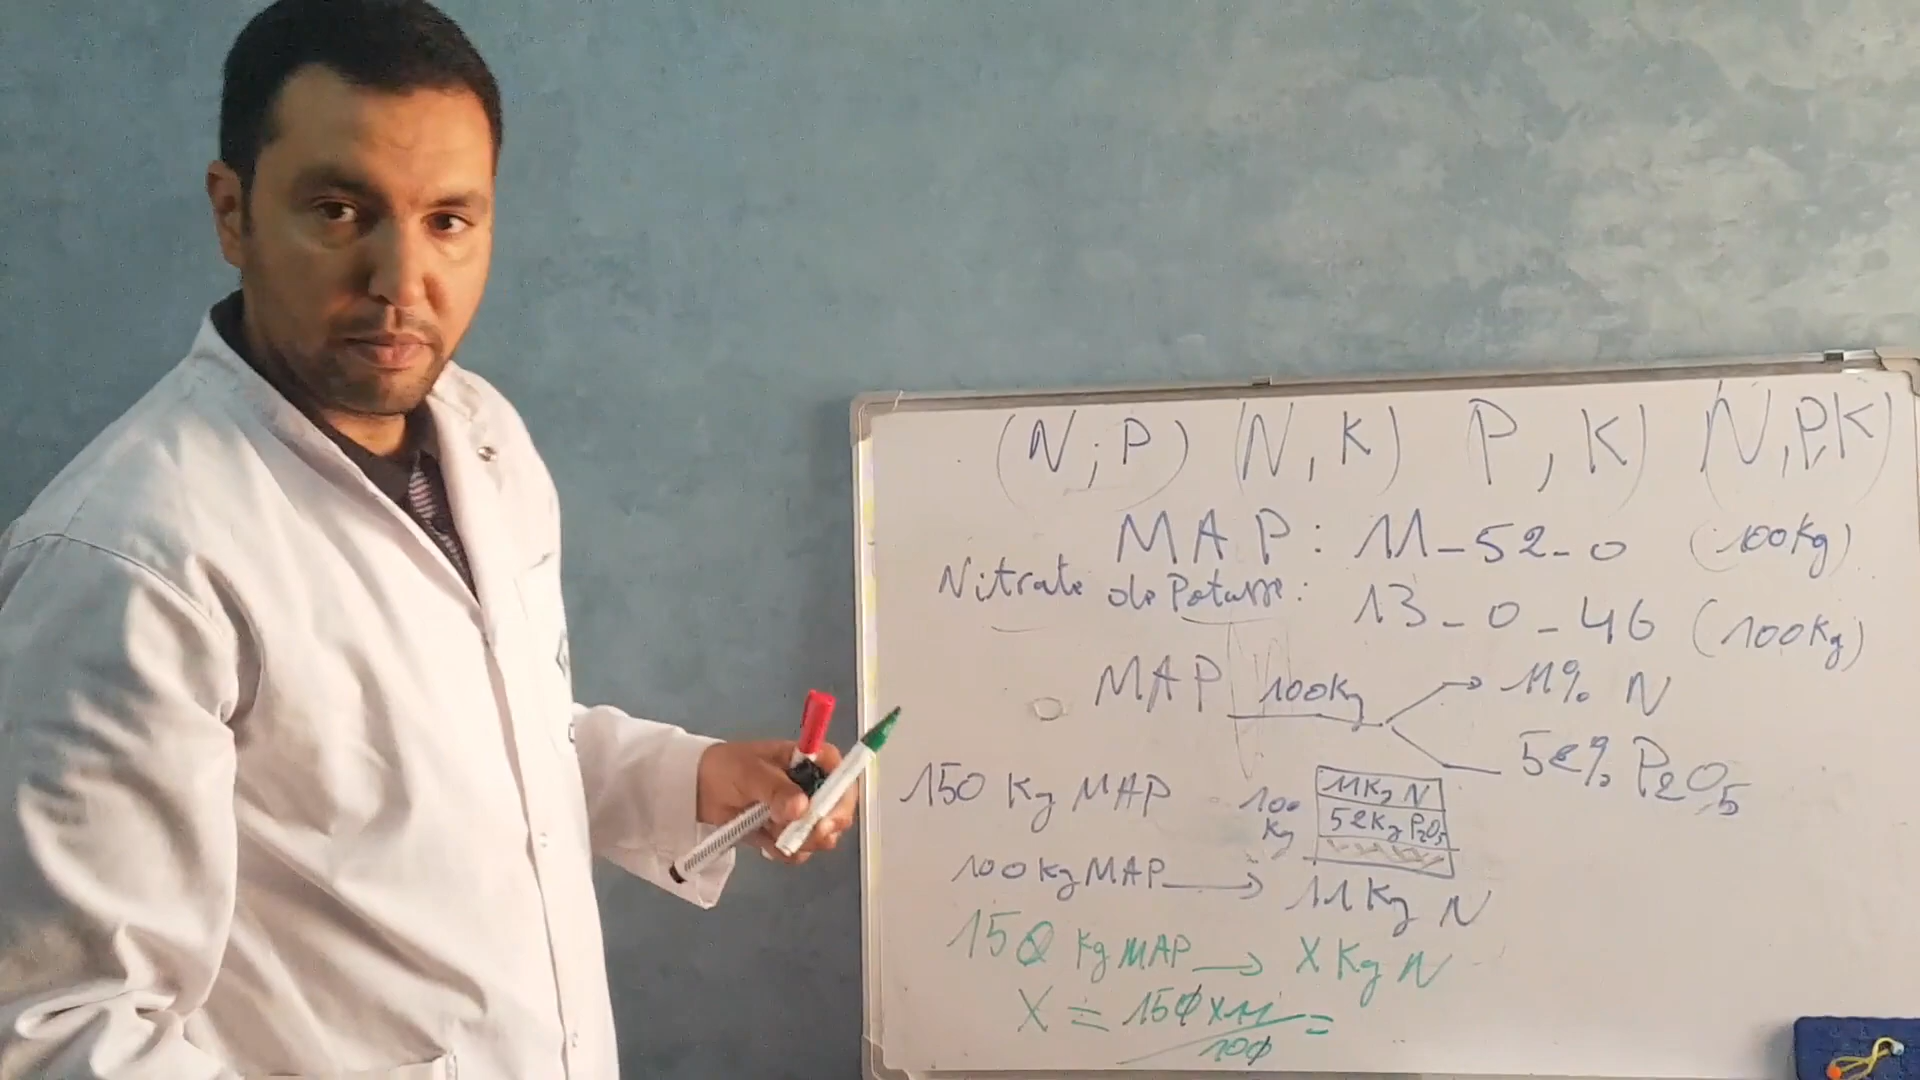 (N;P) (N,K) P,K) (N,P,K)
MAP: 11-52-0 (100Kg)
Nitrate de Potasse: 13-0-46 (100Kg)
MAP 100Kg → 11% N
52% P2O5
150 Kg MAP
100 Kg
11Kg N
52Kg P2O5
100 Kg MAP → 11 Kg N
150 Kg MAP → X Kg N
X = 150 x 11 / 100 =